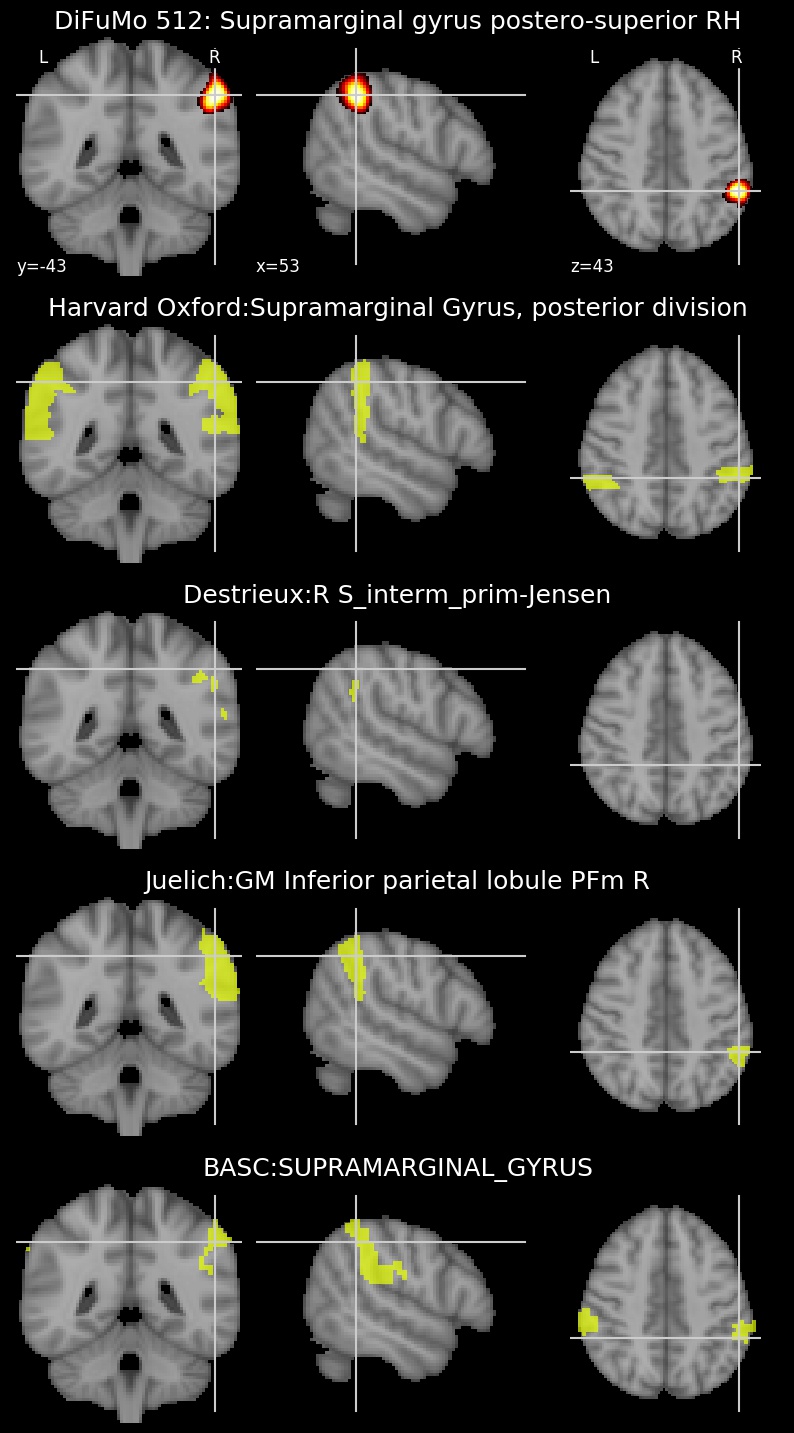 DiFuMo 512: Supramarginal gyrus postero-superior RH
L R L R
y=-43 x=53 z=43
Harvard Oxford:Supramarginal Gyrus, posterior division
Destrieux:R S_interm_prim-Jensen
Juelich:GM Inferior parietal lobule PFm R
BASC:SUPRAMARGINAL_GYRUS